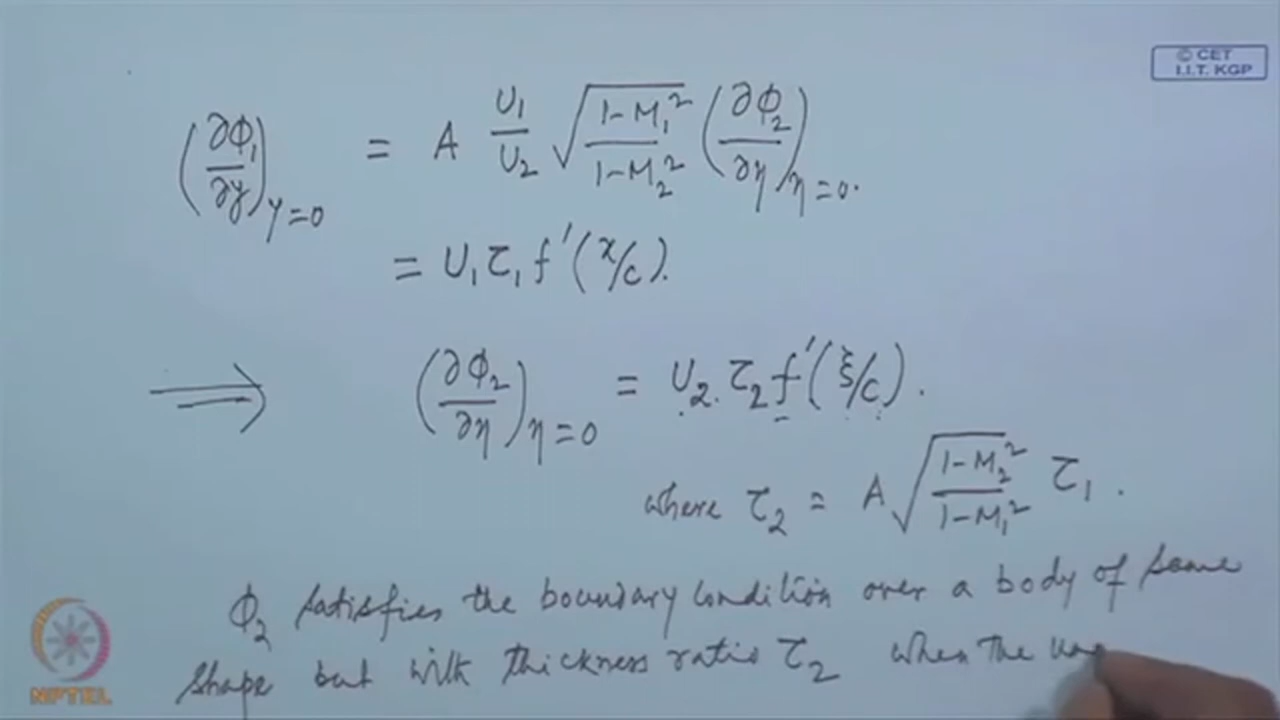 © CET
I.I.T. KGP
(∂Φ₁/∂y)_{y=0} = A U₁/U₂ √((1-M₁²)/(1-M₂²)) (∂Φ₂/∂η)_{η=0}.
= U₁ τ₁ f'(x/c).
⟹ (∂Φ₂/∂η)_{η=0} = U₂. τ₂ f'(ξ/c).
where τ₂ = A √((1-M₂²)/(1-M₁²)) τ₁.
Φ₂ satisfies the boundary condition over a body of same
shape but with thickness ratio τ₂ when the
NPTEL